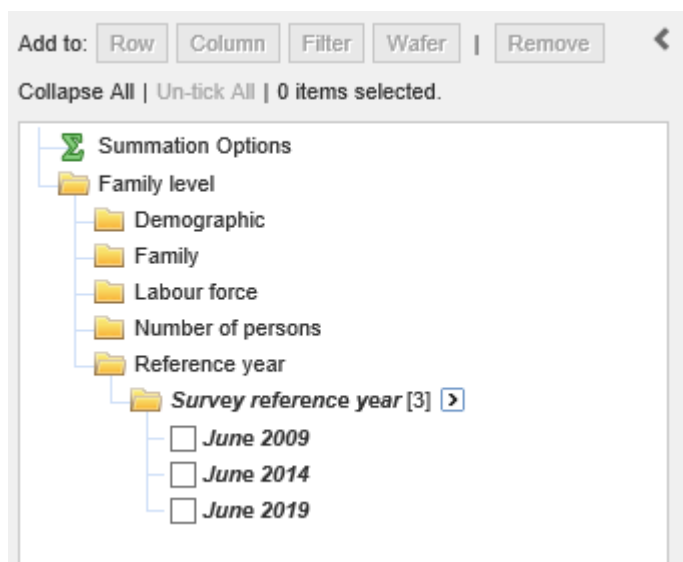 Add to: Row Column Filter Wafer | Remove
Collapse All | Un-tick All | 0 items selected.
Summation Options
Family level
Demographic
Family
Labour force
Number of persons
Reference year
Survey reference year [3]
June 2009
June 2014
June 2019